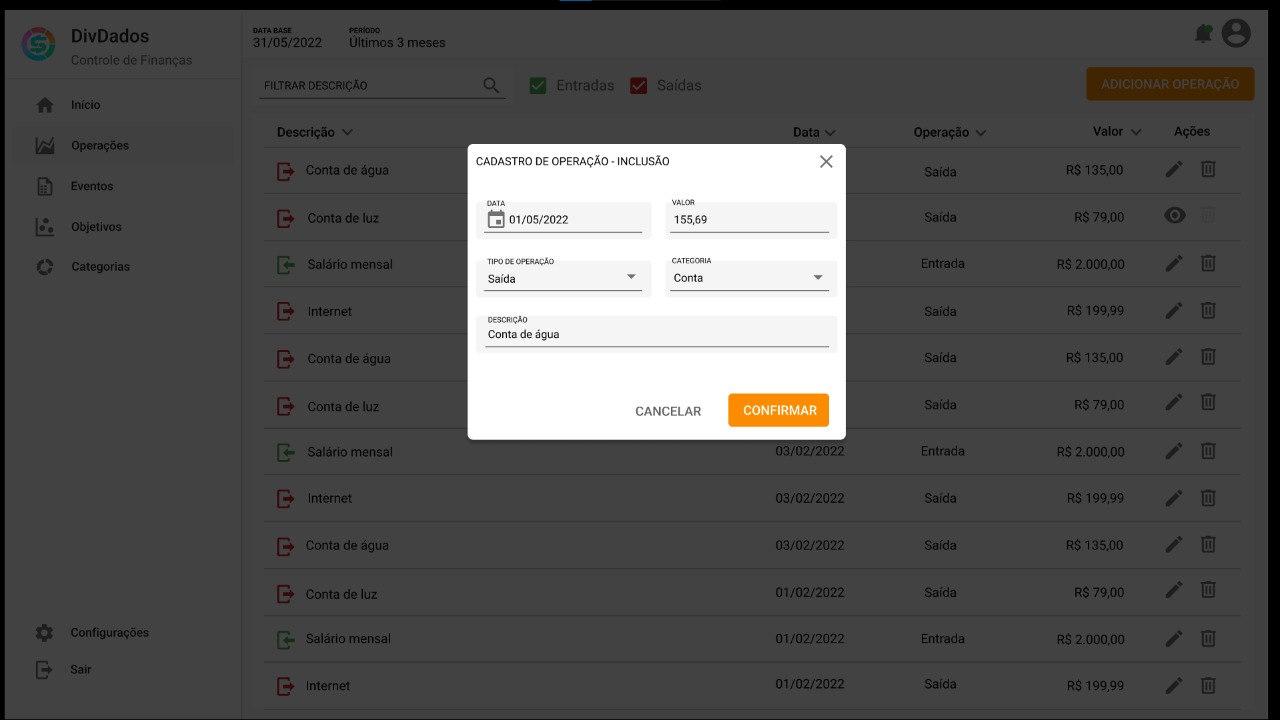 DivDados
Controle de Finanças
Início
Operações
Eventos
Objetivos
Categorias
Configurações
Sair
DATA BASE PERÍODO
31/05/2022 Últimos 3 meses
FILTRAR DESCRIÇÃO Entradas Saídas ADICIONAR OPERAÇÃO
Descrição Data Operação Valor Ações
Conta de água Saída R$ 135,00
Conta de luz Saída R$ 79,00
Salário mensal Entrada R$ 2.000,00
Internet Saída R$ 199,99
Conta de água Saída R$ 135,00
Conta de luz Saída R$ 79,00
Salário mensal 03/02/2022 Entrada R$ 2.000,00
Internet 03/02/2022 Saída R$ 199,99
Conta de água 03/02/2022 Saída R$ 135,00
Conta de luz 01/02/2022 Saída R$ 79,00
Salário mensal 01/02/2022 Entrada R$ 2.000,00
Internet 01/02/2022 Saída R$ 199,99
CADASTRO DE OPERAÇÃO - INCLUSÃO
DATA VALOR
01/05/2022 155,69
TIPO DE OPERAÇÃO CATEGORIA
Saída Conta
DESCRIÇÃO
Conta de água
CANCELAR CONFIRMAR